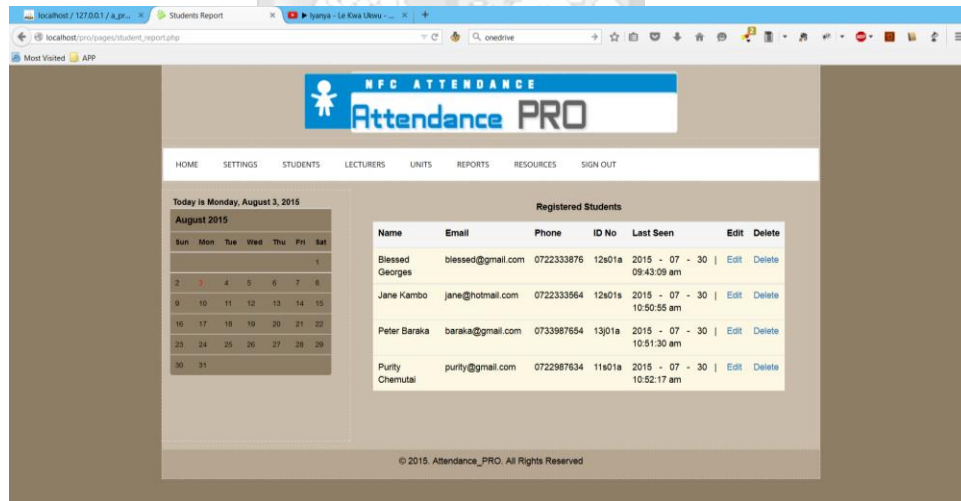 localhost / 127.0.0.1 / a_pr... × Students Report × Iyanya - Le Kwa Ukwu - ... × +
localhost/pro/pages/student_report.php onedrive
Most Visited APP
NFC ATTENDANCE
Attendance PRO
HOME SETTINGS STUDENTS LECTURERS UNITS REPORTS RESOURCES SIGN OUT
Today is Monday, August 3, 2015
August 2015
Sun Mon Tue Wed Thu Fri Sat
1
2 3 4 5 6 7 8
9 10 11 12 13 14 15
16 17 18 19 20 21 22
23 24 25 26 27 28 29
30 31
Registered Students
Name Email Phone ID No Last Seen Edit Delete
Blessed blessed@gmail.com 0722333876 12s01a 2015 - 07 - 30 | Edit Delete
Georges 09:43:09 am
Jane Kambo jane@hotmail.com 0722333564 12s01s 2015 - 07 - 30 | Edit Delete
10:50:55 am
Peter Baraka baraka@gmail.com 0733987654 13j01a 2015 - 07 - 30 | Edit Delete
10:51:30 am
Purity purity@gmail.com 0722987634 11s01a 2015 - 07 - 30 | Edit Delete
Chemutai 10:52:17 am
© 2015. Attendance_PRO. All Rights Reserved